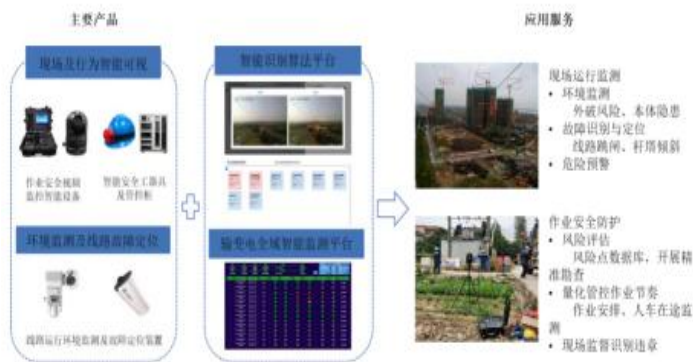 主要产品
应用服务
现场及行为智能可视
作业安全视频
监控智能设备
智能安全工器具
及管控柜
环境监测及线路故障定位
线路运行环境监测及故障定位装置
智能识别算法平台
输变电全域智能监测平台
现场运行监测
• 环境监测
外破风险、本体隐患
• 故障识别与定位
线路跳闸、杆塔倾斜
• 危险预警
作业安全防护
• 风险评估
风险点数据库，开展精
准勘查
• 量化管控作业节奏
作业安排、人车在途监
测
• 现场监督识别违章